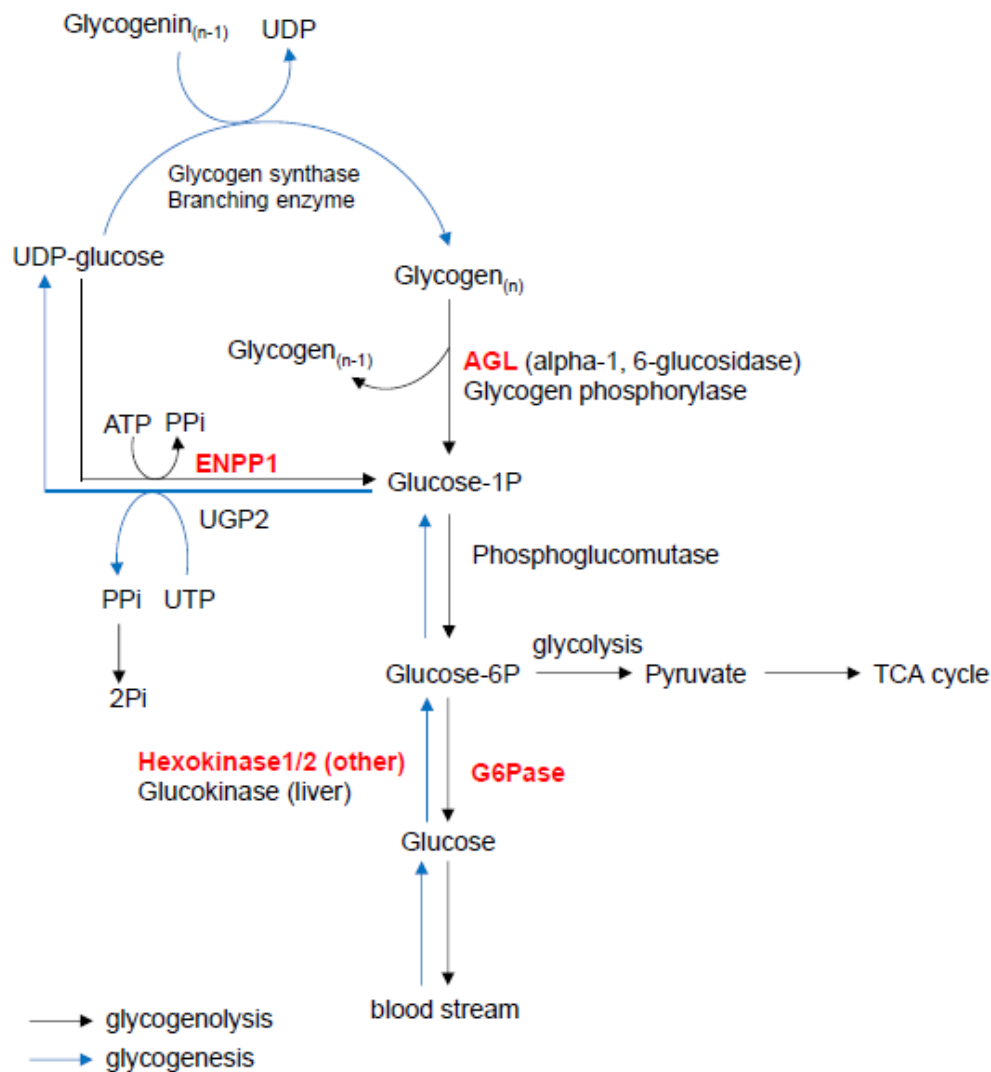 Glycogenin(n-1) UDP
Glycogen synthase
Branching enzyme
UDP-glucose
Glycogen(n)
Glycogen(n-1)
AGL (alpha-1, 6-glucosidase)
Glycogen phosphorylase
ATP PPi
ENPP1
Glucose-1P
UGP2
Phosphoglucomutase
PPi UTP
glycolysis
Glucose-6P Pyruvate TCA cycle
2Pi
Hexokinase1/2 (other)
Glucokinase (liver)
G6Pase
Glucose
blood stream
glycogenolysis
glycogenesis